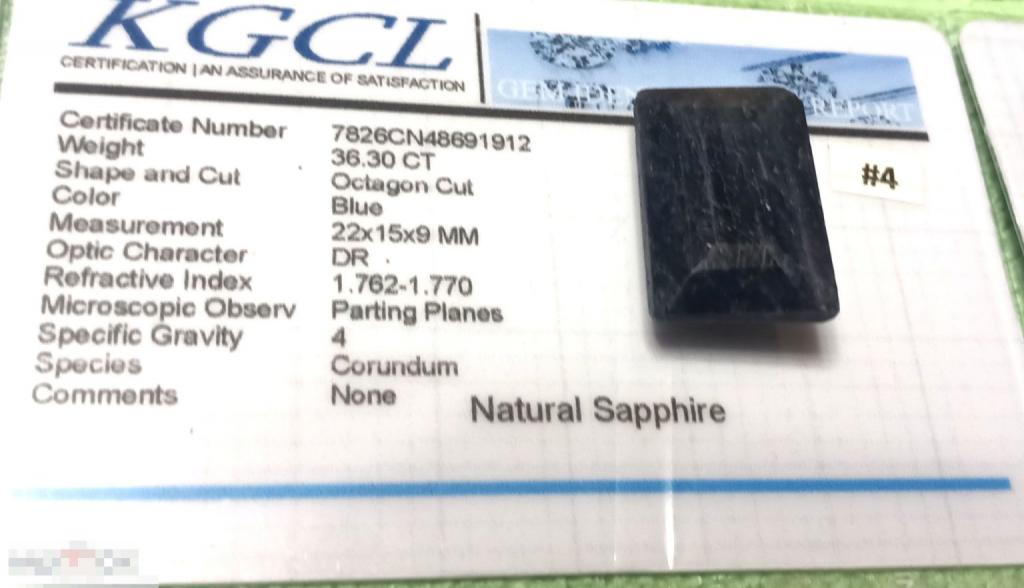 KGCL
CERTIFICATION | AN ASSURANCE OF SATISFACTION
REPORT
Certificate Number 7826CN48691912
Weight 36.30 CT
Shape and Cut Octagon Cut
Color Blue
Measurement 22x15x9 MM
Optic Character DR
Refractive Index 1.762-1.770
Microscopic Observ Parting Planes
Specific Gravity 4
Species Corundum
Comments None
Natural Sapphire
#4